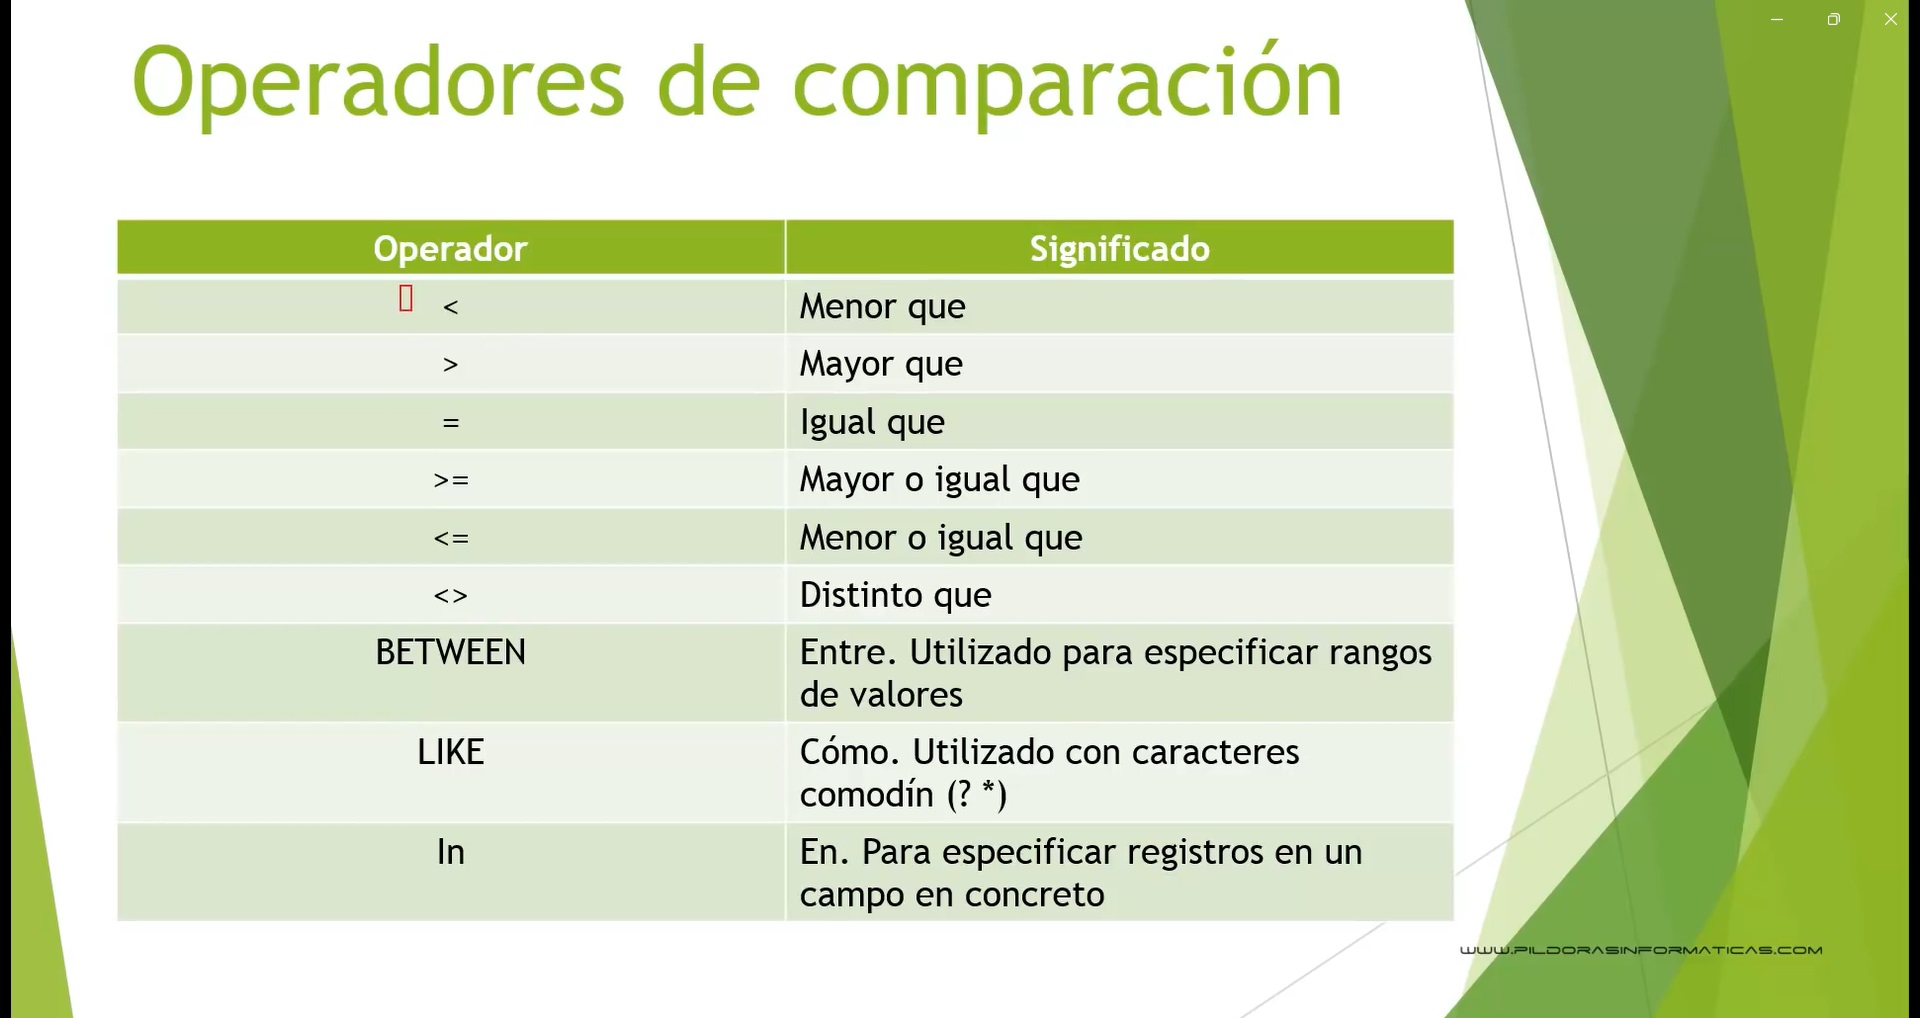 Operadores de comparación
Operador Significado
< Menor que
> Mayor que
= Igual que
>= Mayor o igual que
<= Menor o igual que
<> Distinto que
BETWEEN Entre. Utilizado para especificar rangos
de valores
LIKE Cómo. Utilizado con caracteres
comodín (? *)
In En. Para especificar registros en un
campo en concreto
WWW.PILDORASINFORMATICAS.COM